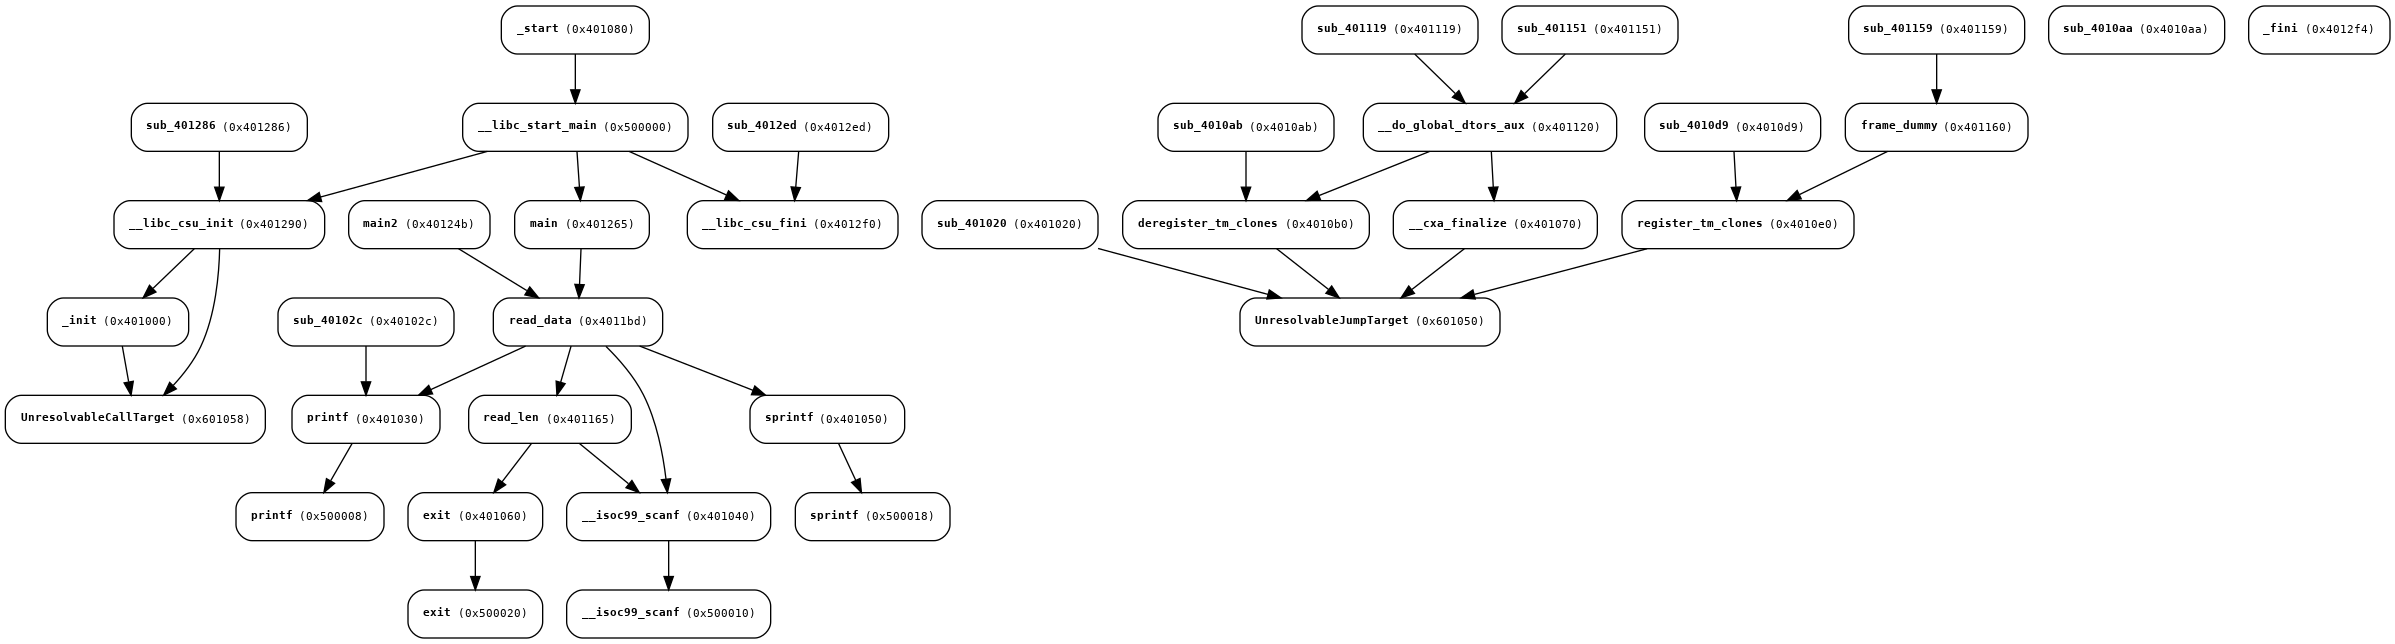 _start (0x401080)
sub_401119 (0x401119)
sub_401151 (0x401151)
sub_401159 (0x401159)
sub_4010aa (0x4010aa)
_fini (0x4012f4)
sub_401286 (0x401286)
__libc_start_main (0x500000)
sub_4012ed (0x4012ed)
sub_4010ab (0x4010ab)
__do_global_dtors_aux (0x401120)
sub_4010d9 (0x4010d9)
frame_dummy (0x401160)
__libc_csu_init (0x401290)
main2 (0x40124b)
main (0x401265)
__libc_csu_fini (0x4012f0)
sub_401020 (0x401020)
deregister_tm_clones (0x4010b0)
__cxa_finalize (0x401070)
register_tm_clones (0x4010e0)
_init (0x401000)
sub_40102c (0x40102c)
read_data (0x4011bd)
UnresolvableJumpTarget (0x601050)
UnresolvableCallTarget (0x601058)
printf (0x401030)
read_len (0x401165)
sprintf (0x401050)
printf (0x500008)
exit (0x401060)
__isoc99_scanf (0x401040)
sprintf (0x500018)
exit (0x500020)
__isoc99_scanf (0x500010)